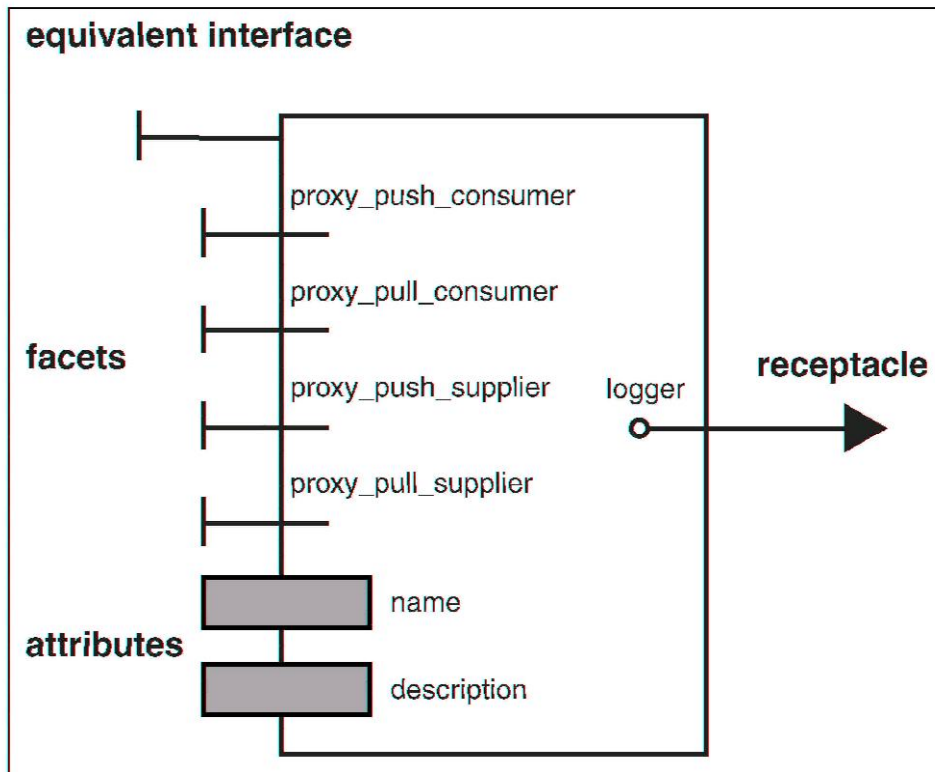 equivalent interface
proxy_push_consumer
proxy_pull_consumer
facets
receptacle
proxy_push_supplier
logger
proxy_pull_supplier
name
attributes
description